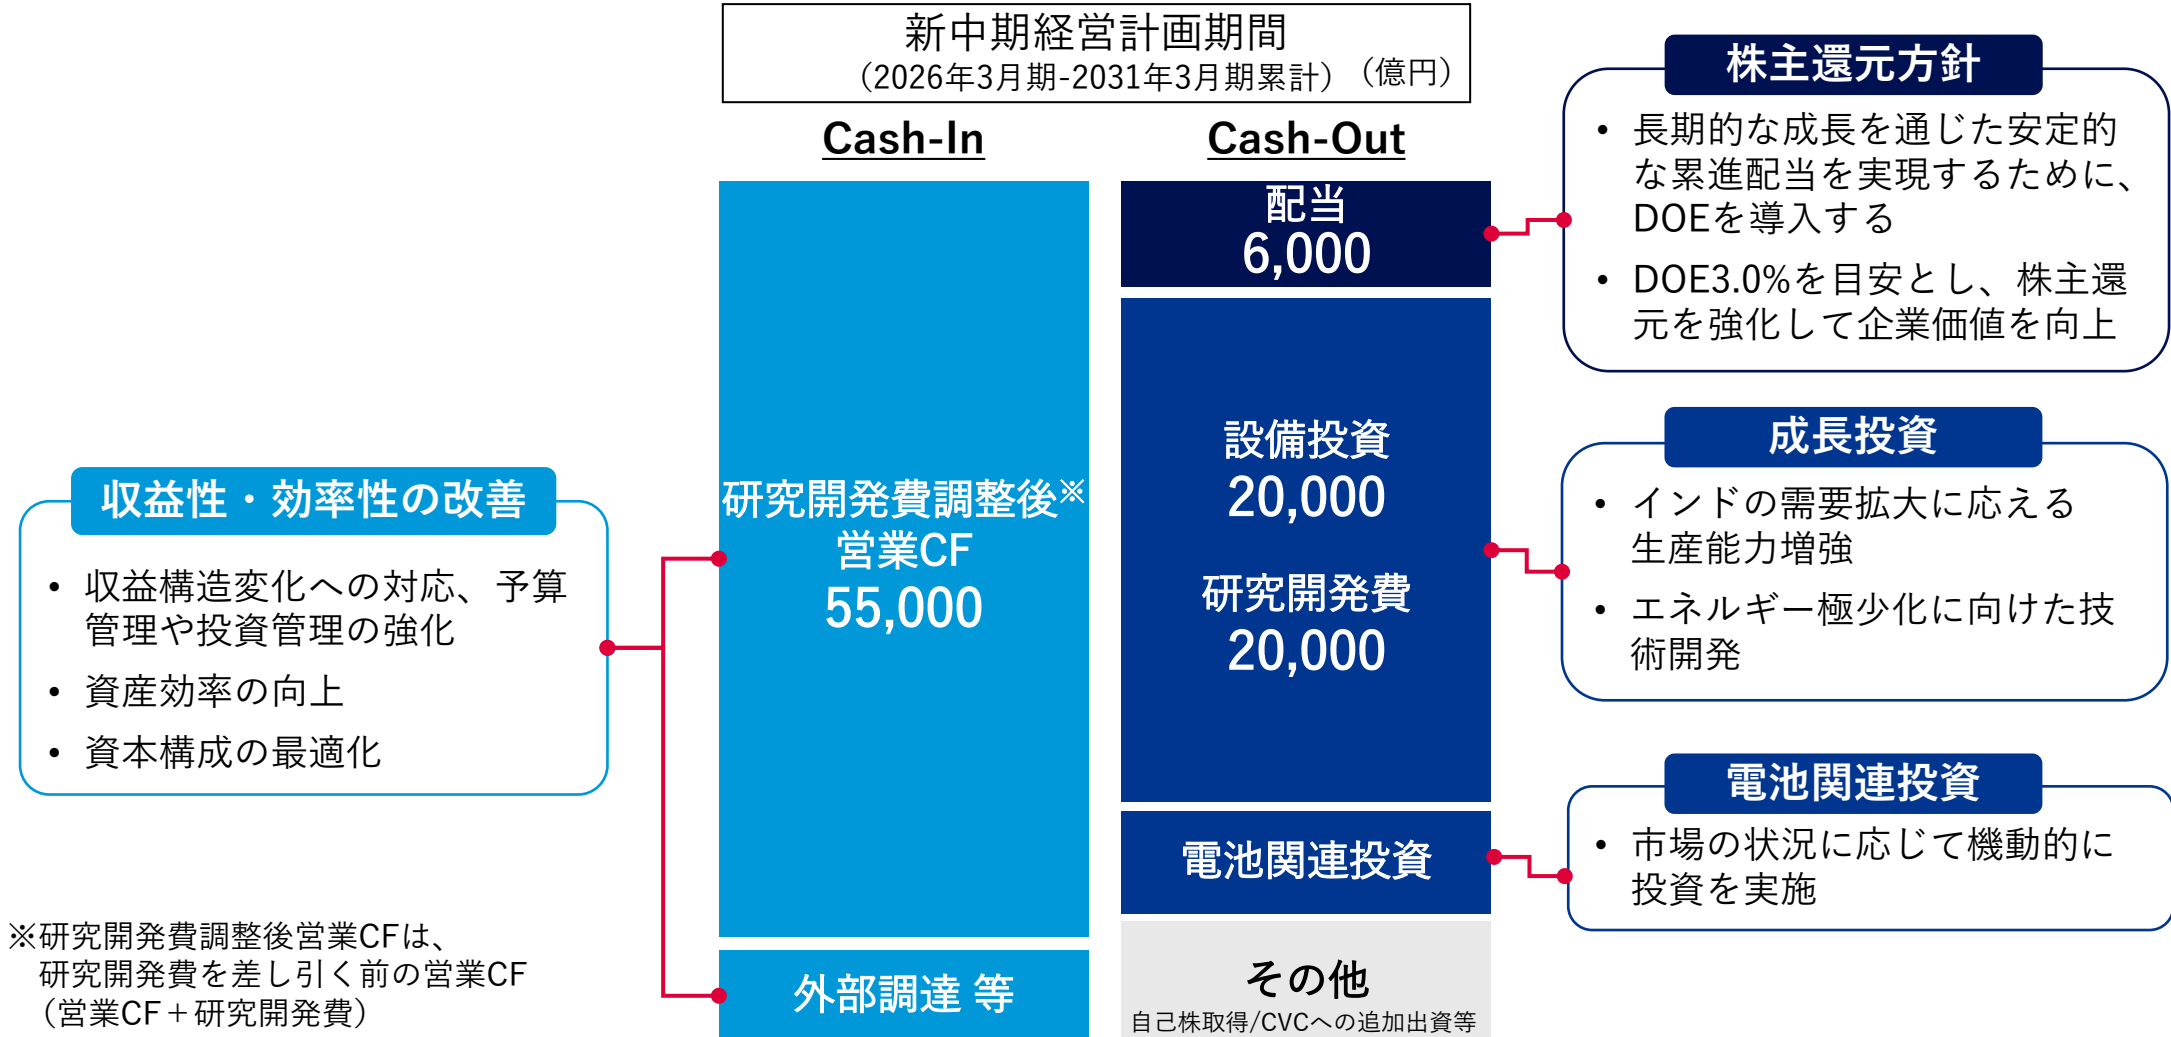 新中期経営計画期間
（2026年3月期-2031年3月期累計）（億円）
Cash-In
Cash-Out
収益性・効率性の改善
• 収益構造変化への対応、予算
管理や投資管理の強化
• 資産効率の向上
• 資本構成の最適化
研究開発費調整後※
営業CF
55,000
外部調達 等
配当
6,000
設備投資
20,000
研究開発費
20,000
電池関連投資
その他
自己株取得/CVCへの追加出資等
株主還元方針
• 長期的な成長を通じた安定的
な累進配当を実現するために、
DOEを導入する
• DOE3.0%を目安とし、株主還
元を強化して企業価値を向上
成長投資
• インドの需要拡大に応える
生産能力増強
• エネルギー極少化に向けた技
術開発
電池関連投資
• 市場の状況に応じて機動的に
投資を実施
※研究開発費調整後営業CFは、
研究開発費を差し引く前の営業CF
（営業CF＋研究開発費）